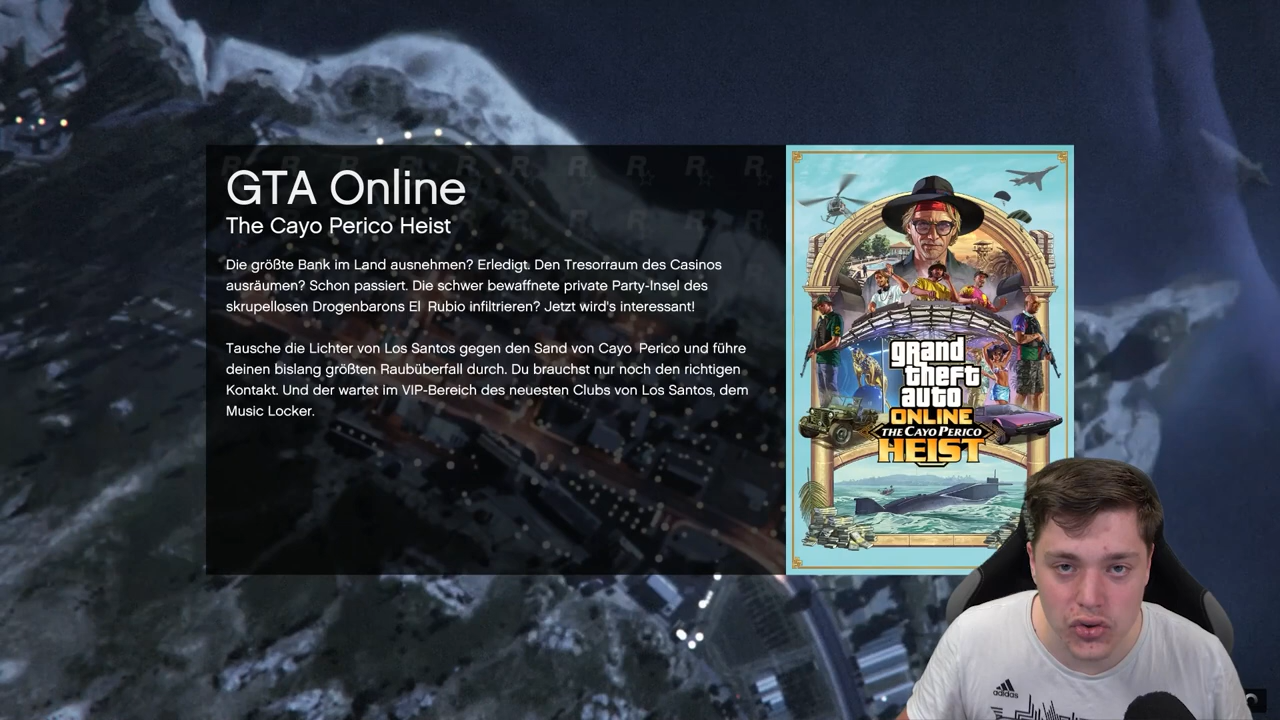 GTA Online
The Cayo Perico Heist
Die größte Bank im Land ausnehmen? Erledigt. Den Tresorraum des Casinos
ausräumen? Schon passiert. Die schwer bewaffnete private Party-Insel des
skrupellosen Drogenbarons El Rubio infiltrieren? Jetzt wird's interessant!
Tausche die Lichter von Los Santos gegen den Sand von Cayo Perico und führe
deinen bislang größten Raubüberfall durch. Du brauchst nur noch den richtigen
Kontakt. Und der wartet im VIP-Bereich des neuesten Clubs von Los Santos, dem
Music Locker.
grand
theft
auto
ONLINE
THE CAYO PERICO
HEIST
adidas